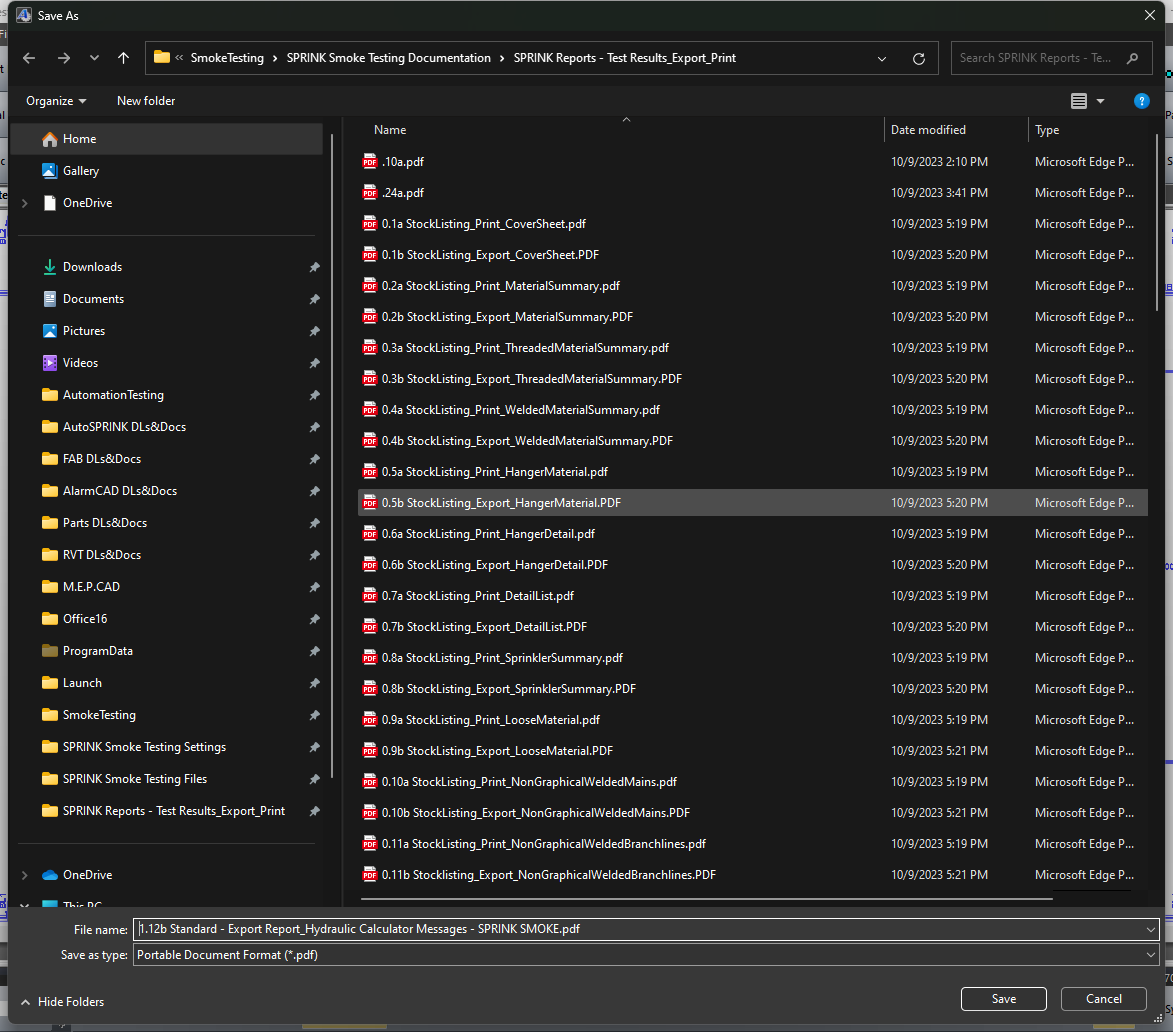 Save As
« SmokeTesting › SPRINK Smoke Testing Documentation › SPRINK Reports - Test Results_Export_Print
Search SPRINK Reports - Te...
Organize
New folder
?
Home
Gallery
OneDrive
Downloads
Documents
Pictures
Videos
AutomationTesting
AutoSPRINK DLs&Docs
FAB DLs&Docs
AlarmCAD DLs&Docs
Parts DLs&Docs
RVT DLs&Docs
M.E.P.CAD
Office16
ProgramData
Launch
SmokeTesting
SPRINK Smoke Testing Settings
SPRINK Smoke Testing Files
SPRINK Reports - Test Results_Export_Print
OneDrive
This PC
Name Date modified Type
.10a.pdf 10/9/2023 2:10 PM Microsoft Edge P...
.24a.pdf 10/9/2023 3:41 PM Microsoft Edge P...
0.1a StockListing_Print_CoverSheet.pdf 10/9/2023 5:19 PM Microsoft Edge P...
0.1b StockListing_Export_CoverSheet.PDF 10/9/2023 5:20 PM Microsoft Edge P...
0.2a StockListing_Print_MaterialSummary.pdf 10/9/2023 5:19 PM Microsoft Edge P...
0.2b StockListing_Export_MaterialSummary.PDF 10/9/2023 5:20 PM Microsoft Edge P...
0.3a StockListing_Print_ThreadedMaterialSummary.pdf 10/9/2023 5:19 PM Microsoft Edge P...
0.3b StockListing_Export_ThreadedMaterialSummary.PDF 10/9/2023 5:20 PM Microsoft Edge P...
0.4a StockListing_Print_WeldedMaterialSummary.pdf 10/9/2023 5:19 PM Microsoft Edge P...
0.4b StockListing_Export_WeldedMaterialSummary.PDF 10/9/2023 5:20 PM Microsoft Edge P...
0.5a StockListing_Print_HangerMaterial.pdf 10/9/2023 5:19 PM Microsoft Edge P...
0.5b StockListing_Export_HangerMaterial.PDF 10/9/2023 5:20 PM Microsoft Edge P...
0.6a StockListing_Print_HangerDetail.pdf 10/9/2023 5:19 PM Microsoft Edge P...
0.6b StockListing_Export_HangerDetail.PDF 10/9/2023 5:20 PM Microsoft Edge P...
0.7a StockListing_Print_DetailList.pdf 10/9/2023 5:19 PM Microsoft Edge P...
0.7b StockListing_Export_DetailList.PDF 10/9/2023 5:20 PM Microsoft Edge P...
0.8a StockListing_Print_SprinklerSummary.pdf 10/9/2023 5:19 PM Microsoft Edge P...
0.8b StockListing_Export_SprinklerSummary.PDF 10/9/2023 5:20 PM Microsoft Edge P...
0.9a StockListing_Print_LooseMaterial.pdf 10/9/2023 5:19 PM Microsoft Edge P...
0.9b StockListing_Export_LooseMaterial.PDF 10/9/2023 5:21 PM Microsoft Edge P...
0.10a StockListing_Print_NonGraphicalWeldedMains.pdf 10/9/2023 5:19 PM Microsoft Edge P...
0.10b StockListing_Export_NonGraphicalWeldedMains.PDF 10/9/2023 5:21 PM Microsoft Edge P...
0.11a StockListing_Print_NonGraphicalWeldedBranchlines.pdf 10/9/2023 5:19 PM Microsoft Edge P...
0.11b Stocklisting_Export_NonGraphicalWeldedBranchlines.PDF 10/9/2023 5:21 PM Microsoft Edge P...
File name: 1.12b Standard - Export Report_Hydraulic Calculator Messages - SPRINK SMOKE.pdf
Save as type: Portable Document Format (*.pdf)
Hide Folders
Save
Cancel